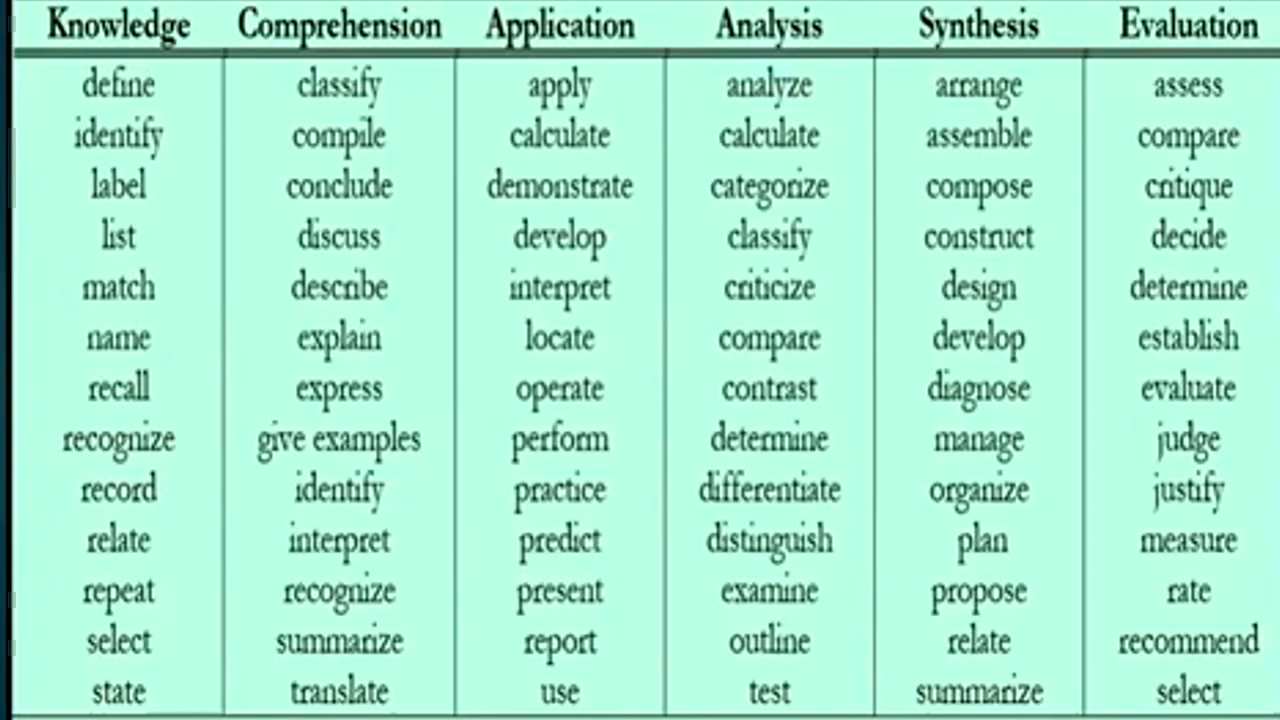 Knowledge Comprehension Application Analysis Synthesis Evaluation
define classify apply analyze arrange assess
identify compile calculate calculate assemble compare
label conclude demonstrate categorize compose critique
list discuss develop classify construct decide
match describe interpret criticize design determine
name explain locate compare develop establish
recall express operate contrast diagnose evaluate
recognize give examples perform determine manage judge
record identify practice differentiate organize justify
relate interpret predict distinguish plan measure
repeat recognize present examine propose rate
select summarize report outline relate recommend
state translate use test summarize select